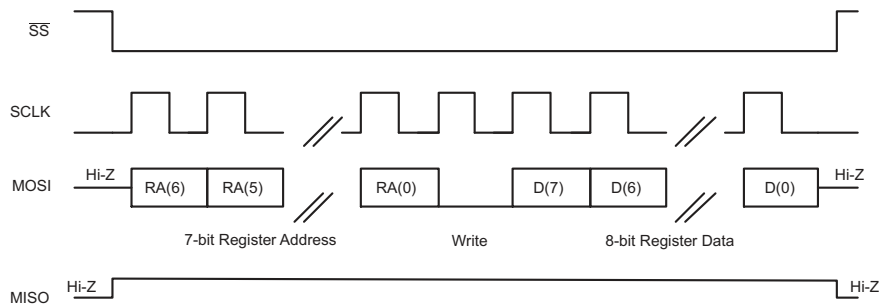 SS
SCLK
MOSI Hi-Z RA(6) RA(5) RA(0) D(7) D(6) D(0) Hi-Z
7-bit Register Address Write 8-bit Register Data
MISO Hi-Z Hi-Z